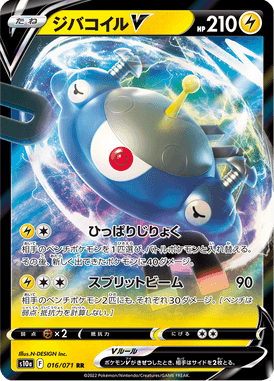 たね ジバコイルV HP210
ひっぱりじりょく
相手のベンチポケモンを1匹選び、バトルポケモンと入れ替える。
その後、新しく出てきたポケモンに40ダメージ。
スプリットビーム 90
相手のベンチポケモン2匹にも、それぞれ30ダメージ。[ベンチは
弱点・抵抗力を計算しない。]
弱点 ×2 抵抗力 にげる
Illus.N-DESIGN Inc.
s10a F 016/071 RR
Vルール
ポケモンVがきぜつしたとき、相手はサイドを2枚とる。
©2022 Pokémon/Nintendo/Creatures/GAME FREAK.